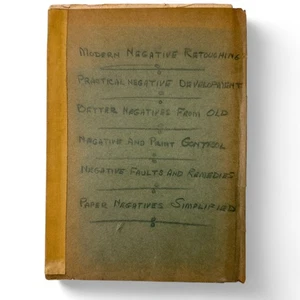 MODERN NEGATIVE RETOUCHING
PRACTICAL NEGATIVE DEVELOPMENT
BETTER NEGATIVES FROM OLD
NEGATIVE AND PRINT CONTROL
NEGATIVE FAULTS AND REMEDIES
PAPER NEGATIVES SIMPLIFIED